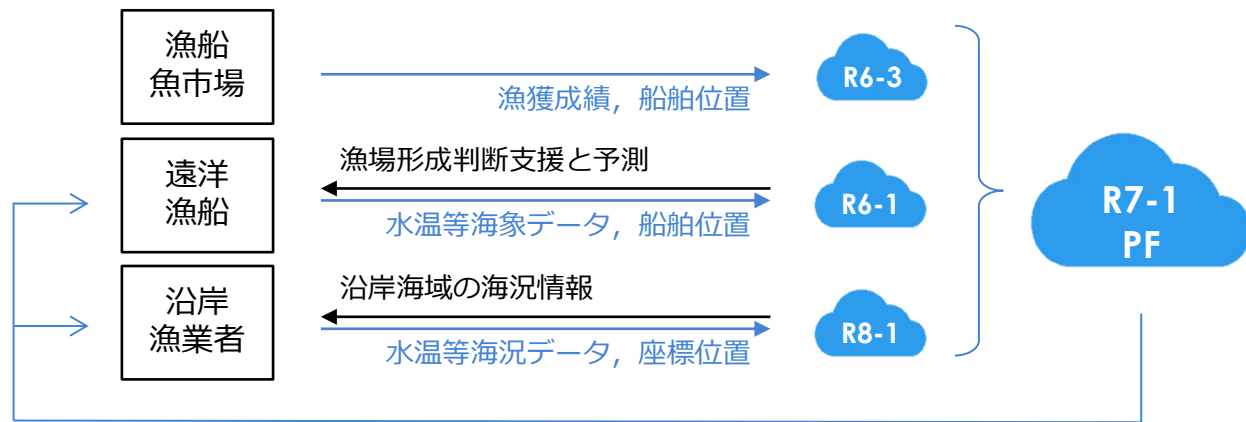 漁船
魚市場
漁獲成績，船舶位置
R6-3
遠洋
漁船
漁場形成判断支援と予測
水温等海象データ，船舶位置
R6-1
R7-1
PF
沿岸
漁業者
沿岸海域の海況情報
水温等海況データ，座標位置
R8-1